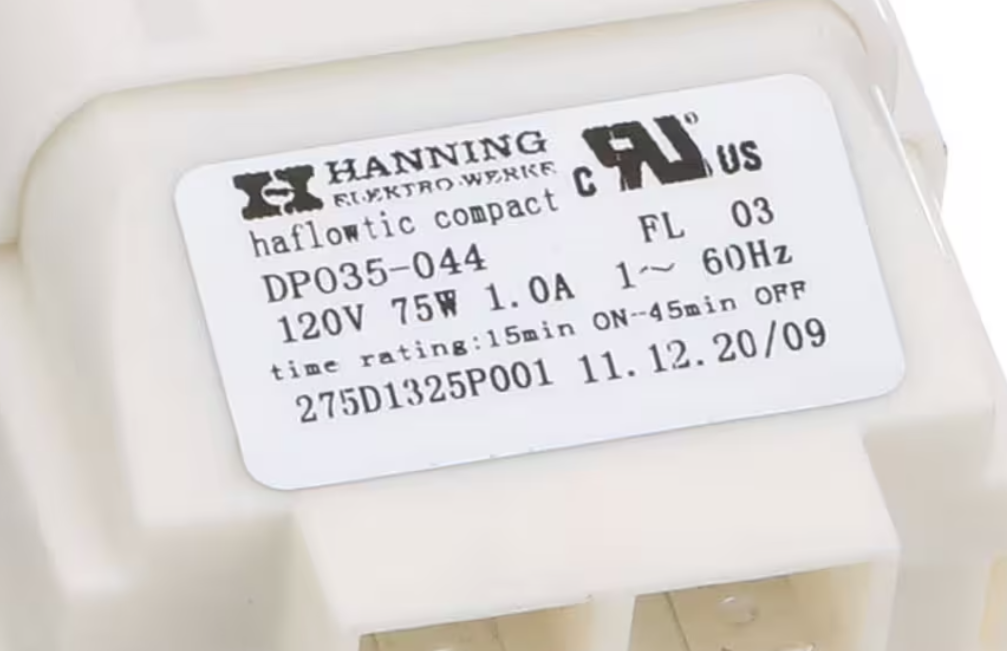 HANNING
ELEKTRO-WERKE
c RU US
haflowtic compact
DP035-044 FL 03
120V 75W 1.0A 1~ 60Hz
time rating:15min ON--45min OFF
275D1325P001 11.12.20/09